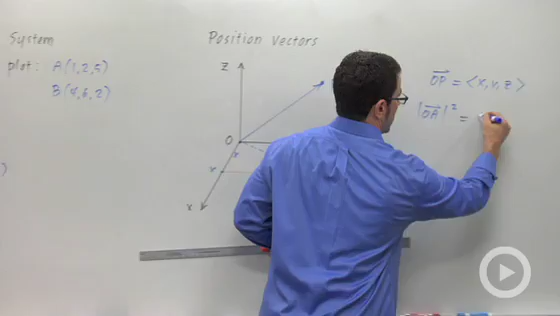 System
plot: A(1,2,5)
B(4,6,2)
)
Position Vectors
z
O
x
x
x
OP = <x, y, z>
|OA|² =